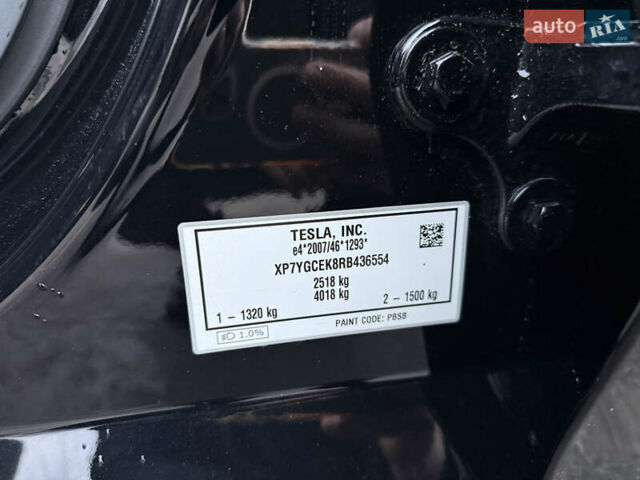 auto RIA.com
TESLA, INC.
e4*2007/46*1293*
XP7YGCEK8RB436554
2518 kg
4018 kg
1 – 1320 kg 2 – 1500 kg
1.0% PAINT CODE: PBSB